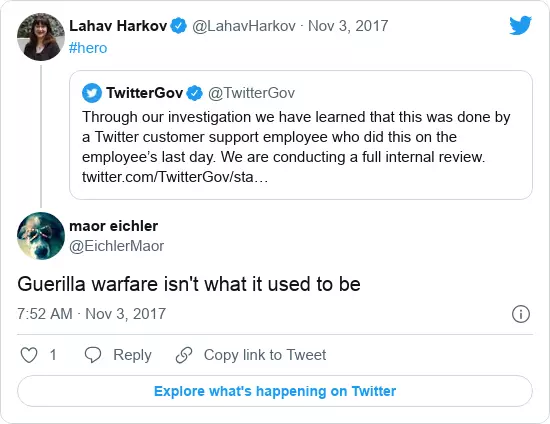 Lahav Harkov @LahavHarkov · Nov 3, 2017
#hero
TwitterGov @TwitterGov
Through our investigation we have learned that this was done by
a Twitter customer support employee who did this on the
employee’s last day. We are conducting a full internal review.
twitter.com/TwitterGov/sta…
maor eichler
@EichlerMaor
Guerilla warfare isn't what it used to be
7:52 AM · Nov 3, 2017
1 Reply Copy link to Tweet
Explore what's happening on Twitter